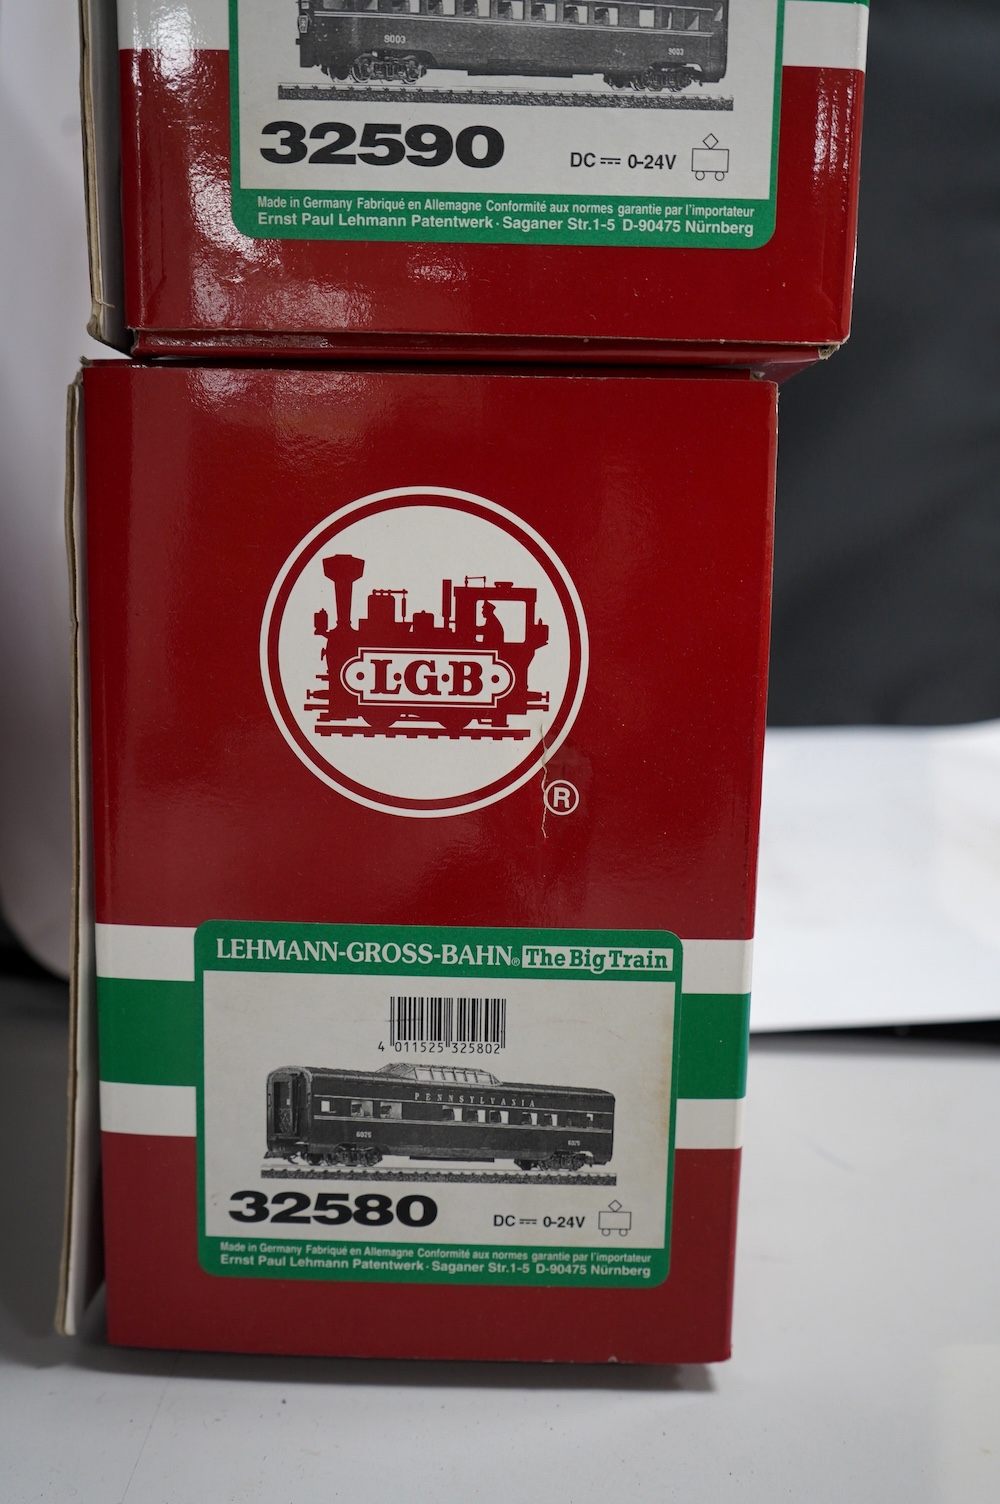 9003
9003
32590
DC 0-24V
Made in Germany Fabriqué en Allemagne Conformité aux normes garantie par l'importateur
Ernst Paul Lehmann Patentwerk · Saganer Str.1-5 D-90475 Nürnberg
L·G·B
®
LEHMANN-GROSS-BAHN® The Big Train
4 011525 325802
PENNSYLVANIA
6075
6075
32580
DC 0-24V
Made in Germany Fabriqué en Allemagne Conformité aux normes garantie par l'importateur
Ernst Paul Lehmann Patentwerk · Saganer Str.1-5 D-90475 Nürnberg